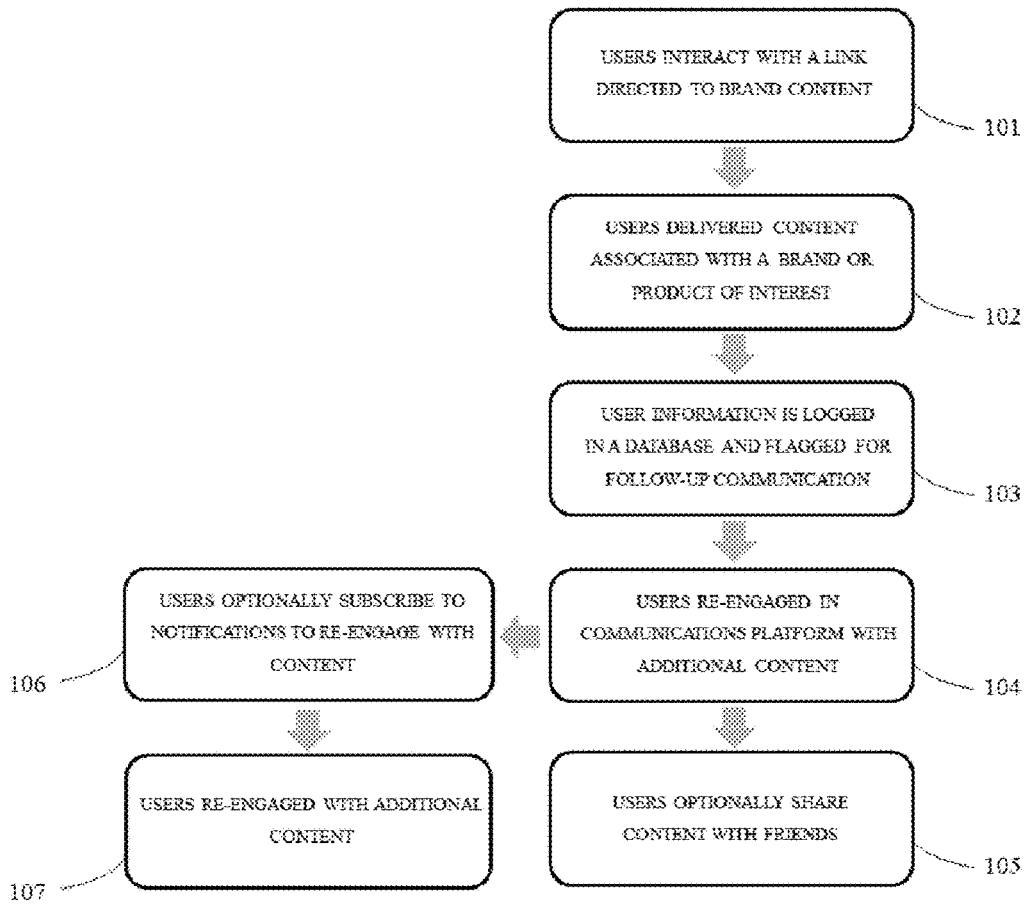 USERS INTERACT WITH A LINK
DIRECTED TO BRAND CONTENT
101
USERS DELIVERED CONTENT
ASSOCIATED WITH A BRAND OR
PRODUCT OF INTEREST
102
USER INFORMATION IS LOGGED
IN A DATABASE AND FLAGGED FOR
FOLLOW-UP COMMUNICATION
103
USERS RE-ENGAGED IN
COMMUNICATIONS PLATFORM WITH
ADDITIONAL CONTENT
104
USERS OPTIONALLY SHARE
CONTENT WITH FRIENDS
105
USERS OPTIONALLY SUBSCRIBE TO
NOTIFICATIONS TO RE-ENGAGE WITH
CONTENT
106
USERS RE-ENGAGED WITH ADDITIONAL
CONTENT
107